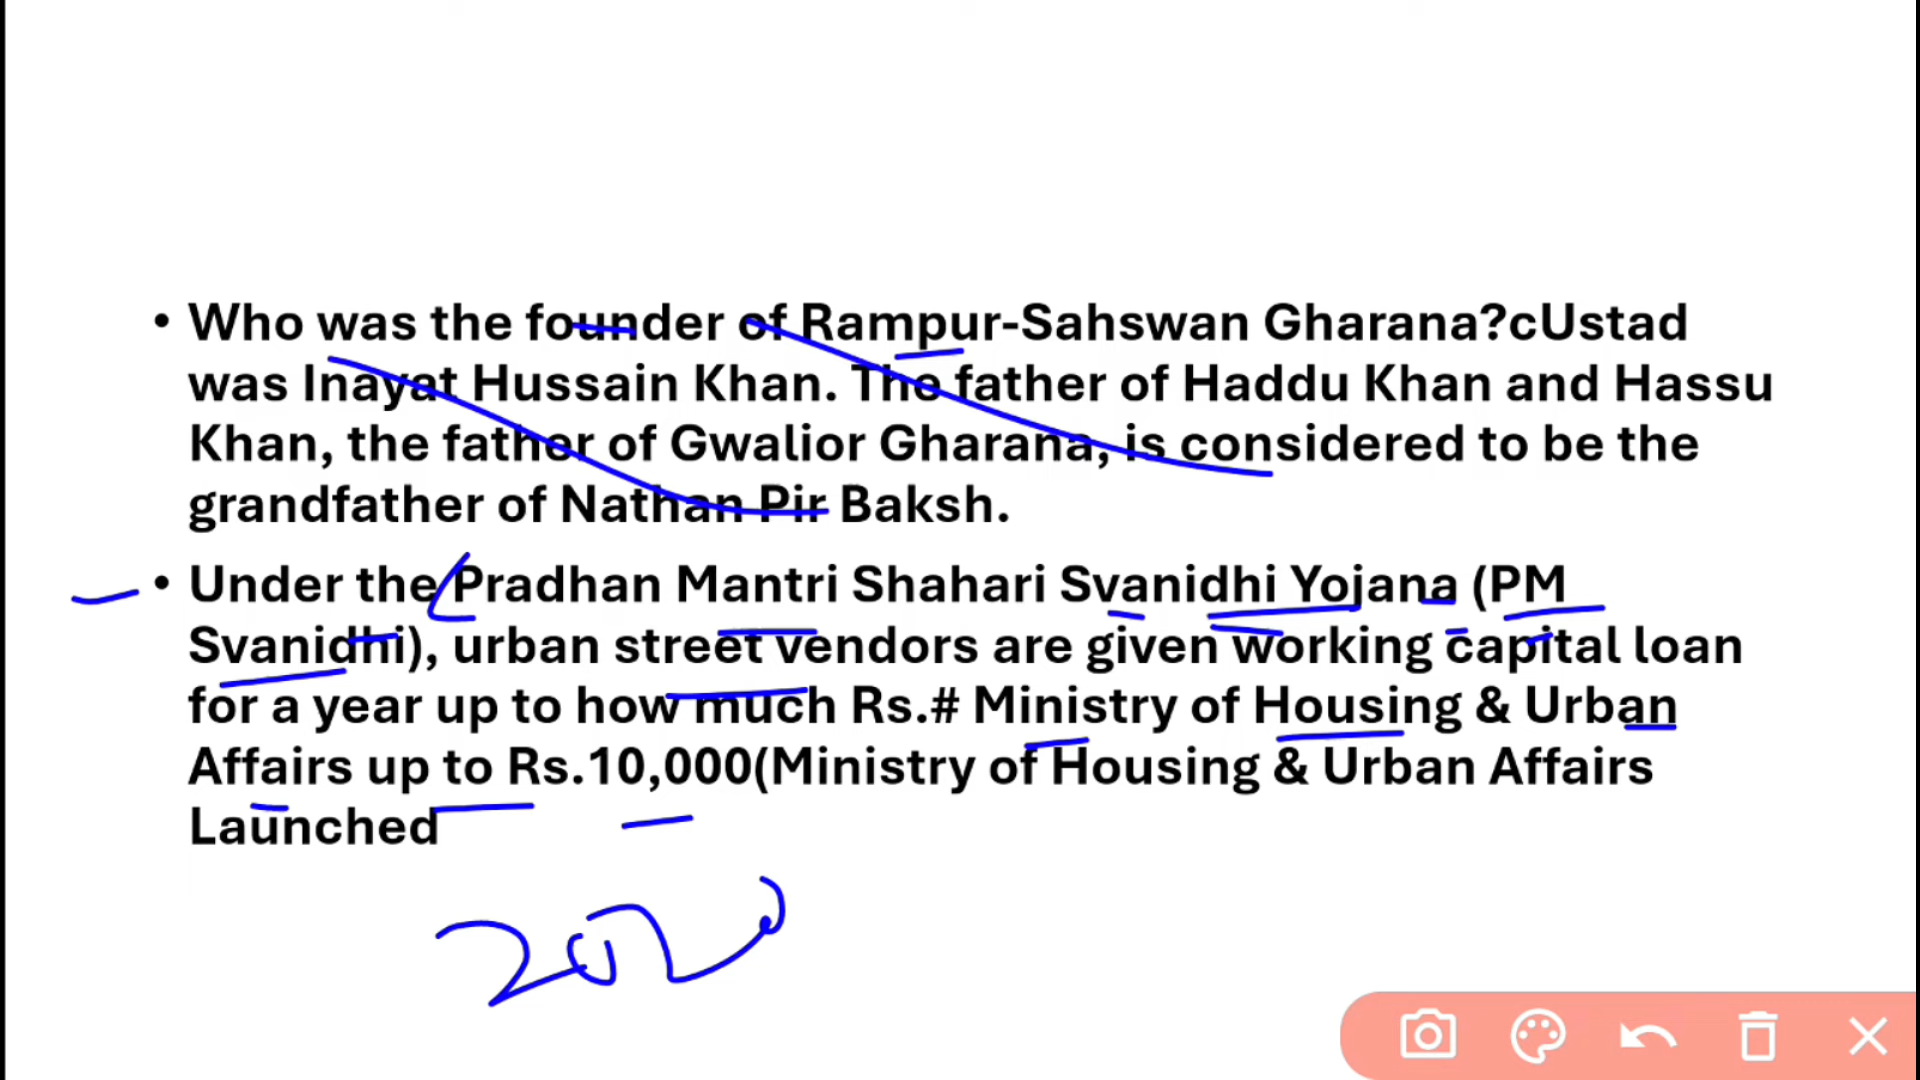 • Who was the founder of Rampur-Sahswan Gharana?cUstad
was Inayat Hussain Khan. The father of Haddu Khan and Hassu
Khan, the father of Gwalior Gharana, is considered to be the
grandfather of Nathan Pir Baksh.
• Under the Pradhan Mantri Shahari Svanidhi Yojana (PM
Svanidhi), urban street vendors are given working capital loan
for a year up to how much Rs.# Ministry of Housing & Urban
Affairs up to Rs.10,000(Ministry of Housing & Urban Affairs
Launched
2020